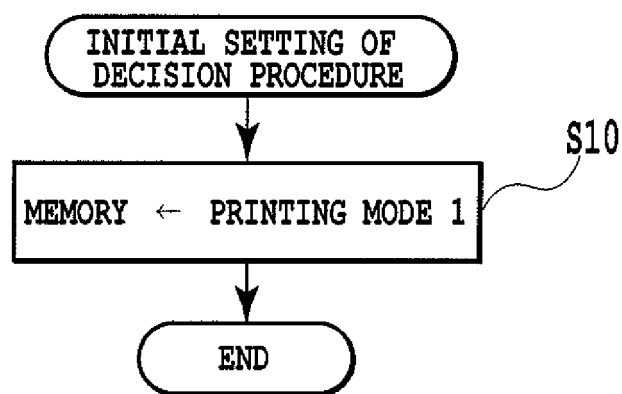 INITIAL SETTING OF
DECISION PROCEDURE
S10
MEMORY ← PRINTING MODE 1
END